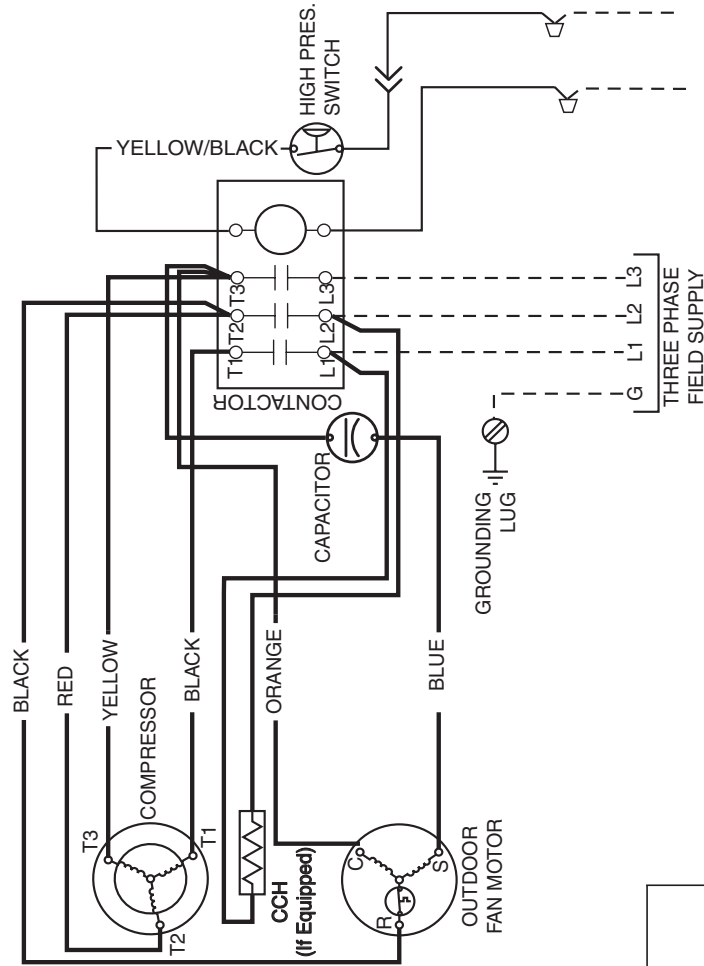 BLACK
RED
YELLOW
COMPRESSOR
BLACK
T3
T1
T2
CCH
(If Equipped)
ORANGE
BLUE
C
S
R
OUTDOOR
FAN MOTOR
CAPACITOR
CONTACTOR
T1
T2
T3
L1
L2
L3
YELLOW/BLACK
HIGH PRES.
SWITCH
GROUNDING
LUG
G
L1
L2
L3
THREE PHASE
FIELD SUPPLY